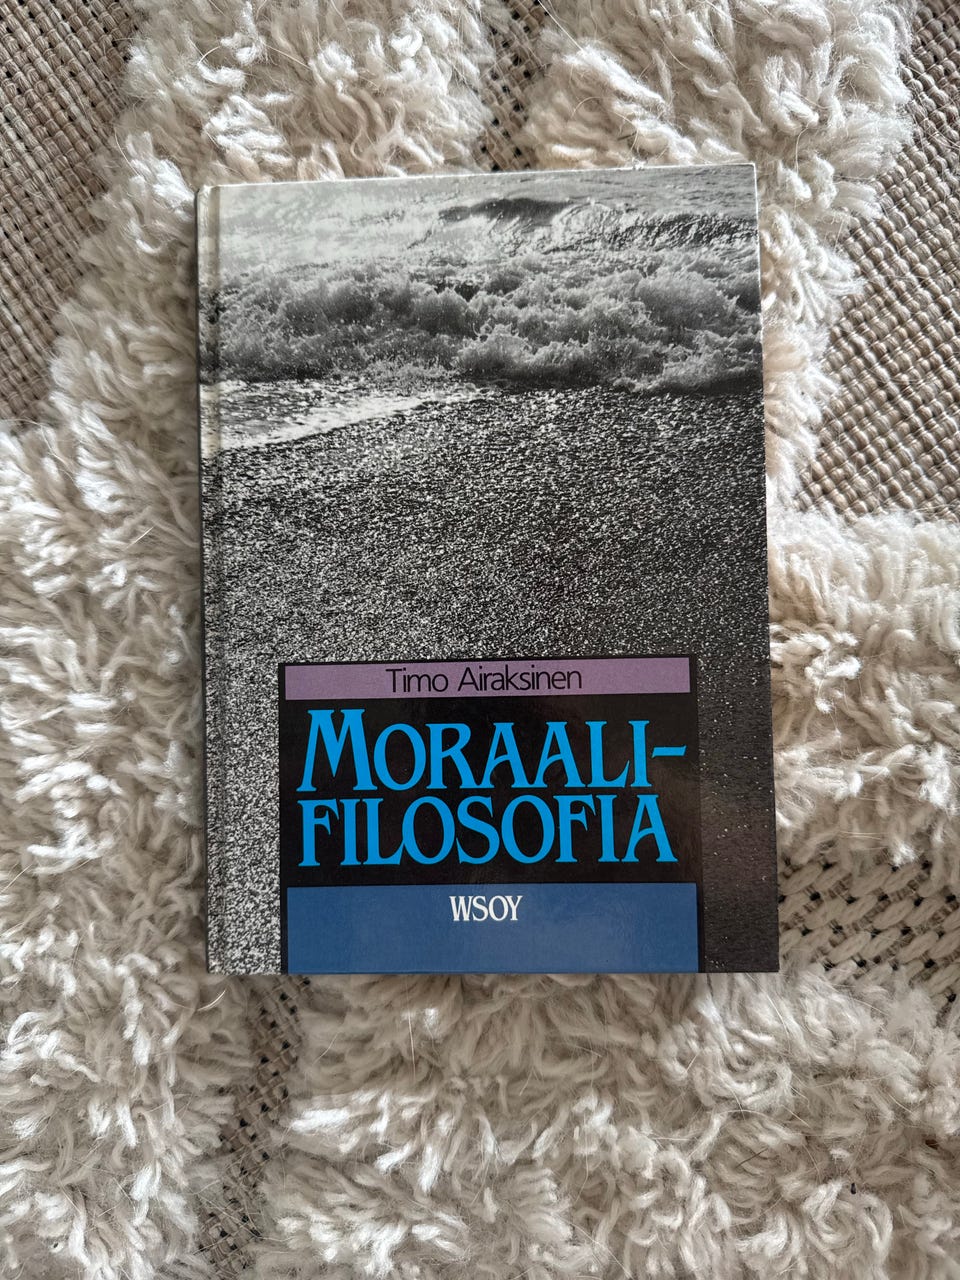 Timo Airaksinen
MORAALI-
FILOSOFIA
WSOY